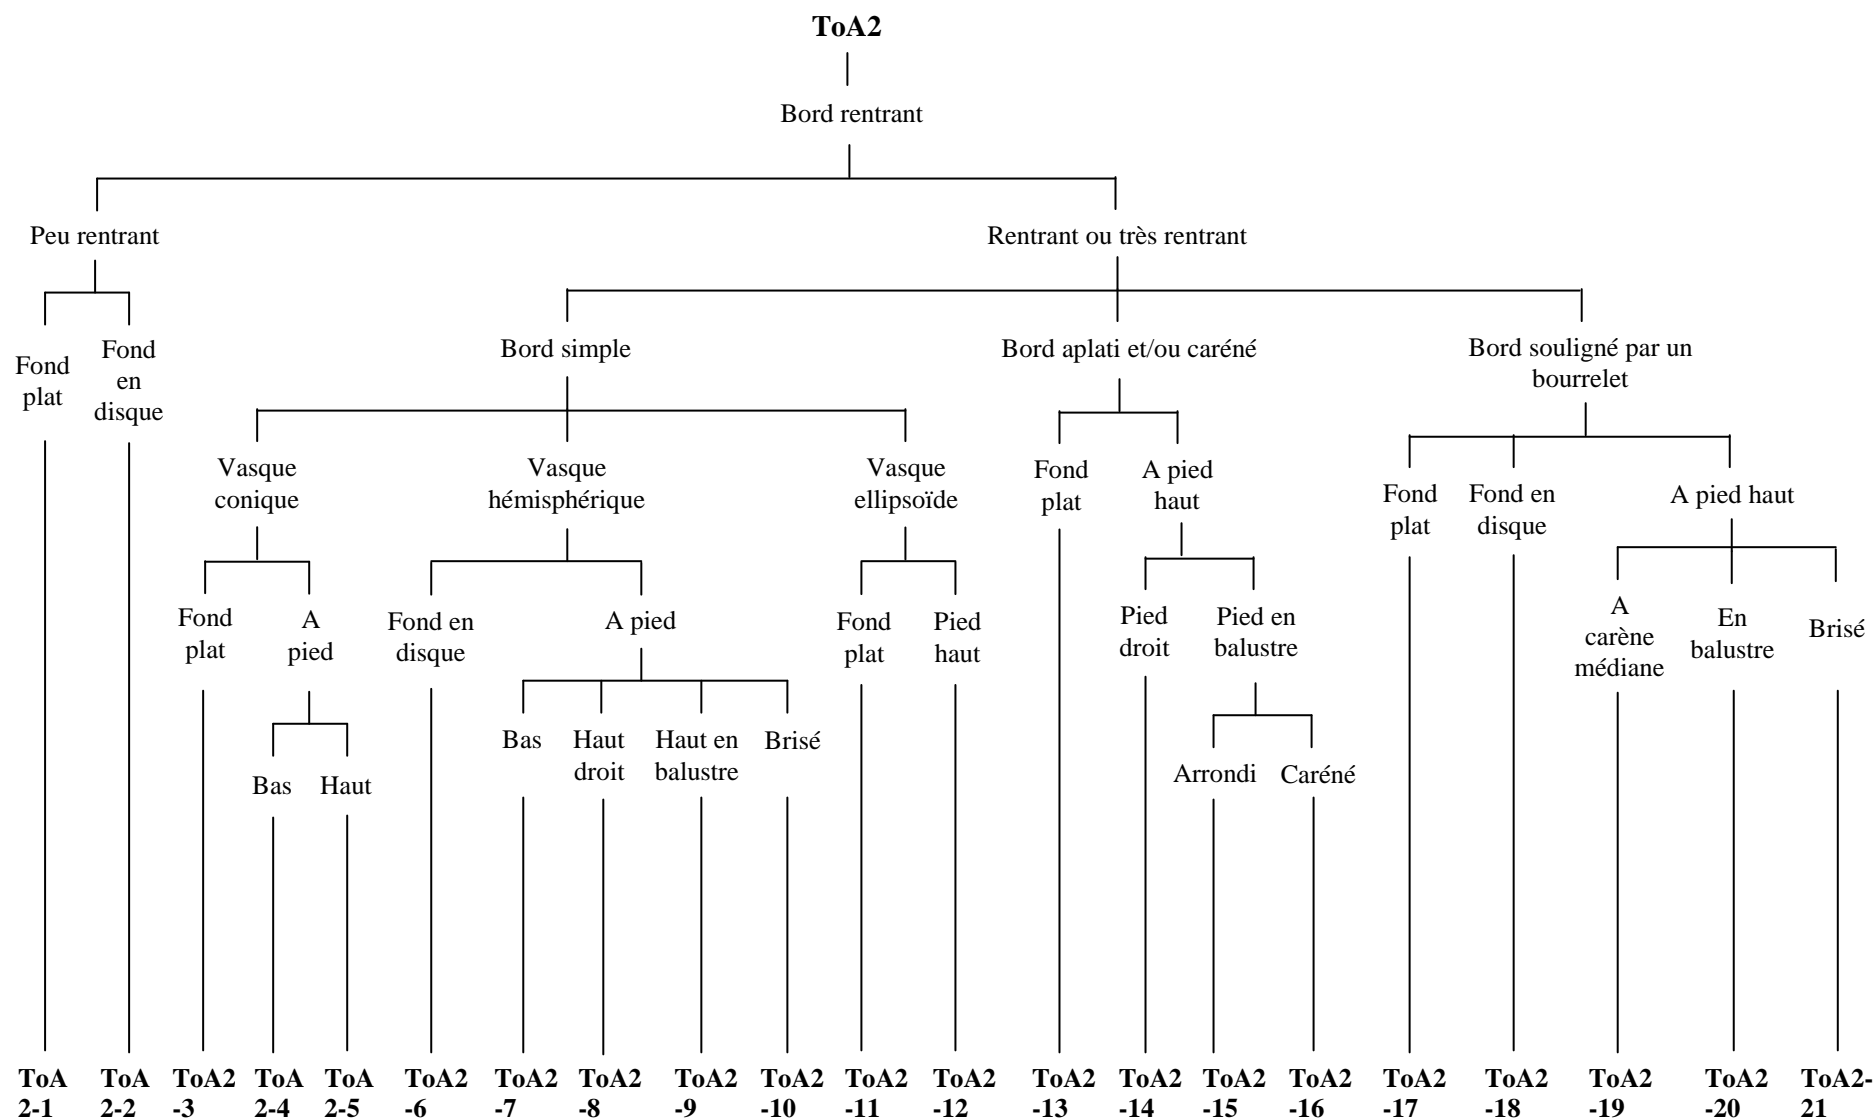 ToA2
Bord rentrant
Peu rentrant
Rentrant ou très rentrant
Fond
plat
Fond
en
disque
Bord simple
Bord aplati et/ou caréné
Bord souligné par un
bourrelet
Vasque
conique
Vasque
hémisphérique
Vasque
ellipsoïde
Fond
plat
A pied
haut
Fond
plat
Fond en
disque
A pied haut
Fond
plat
A
pied
Fond en
disque
A pied
Fond
plat
Pied
haut
Pied
droit
Pied en
balustre
A
carène
médiane
En
balustre
Brisé
Bas
Haut
Bas
Haut
droit
Haut en
balustre
Brisé
Arrondi
Caréné
ToA
2-1
ToA
2-2
ToA2
-3
ToA
2-4
ToA
2-5
ToA2
-6
ToA2
-7
ToA2
-8
ToA2
-9
ToA2
-10
ToA2
-11
ToA2
-12
ToA2
-13
ToA2
-14
ToA2
-15
ToA2
-16
ToA2
-17
ToA2
-18
ToA2
-19
ToA2
-20
ToA2-
21